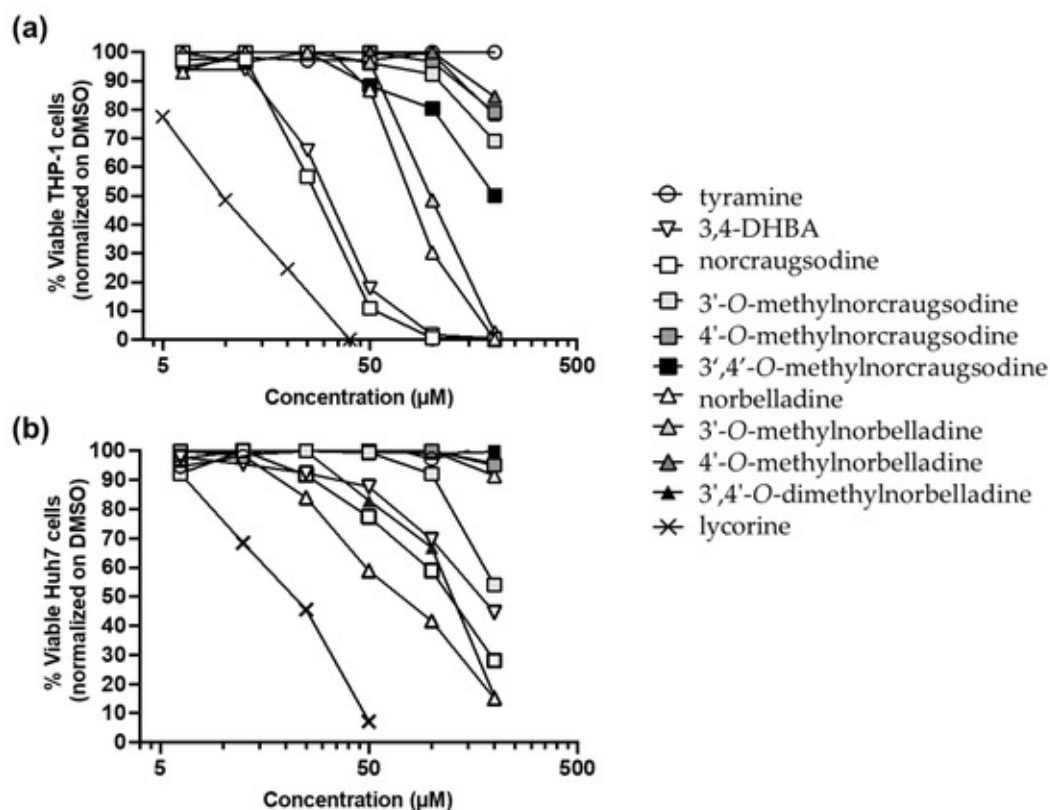 (a)
% Viable THP-1 cells
(normalized on DMSO)
100
90
80
70
60
50
40
30
20
10
0
5
50
500
Concentration (µM)
(b)
% Viable Huh7 cells
(normalized on DMSO)
100
90
80
70
60
50
40
30
20
10
0
5
50
500
Concentration (µM)
tyramine
3,4-DHBA
norcraugsodine
3'-O-methylnorcraugsodine
4'-O-methylnorcraugsodine
3‘,4’-O-methylnorcraugsodine
norbelladine
3'-O-methylnorbelladine
4'-O-methylnorbelladine
3',4'-O-dimethylnorbelladine
lycorine